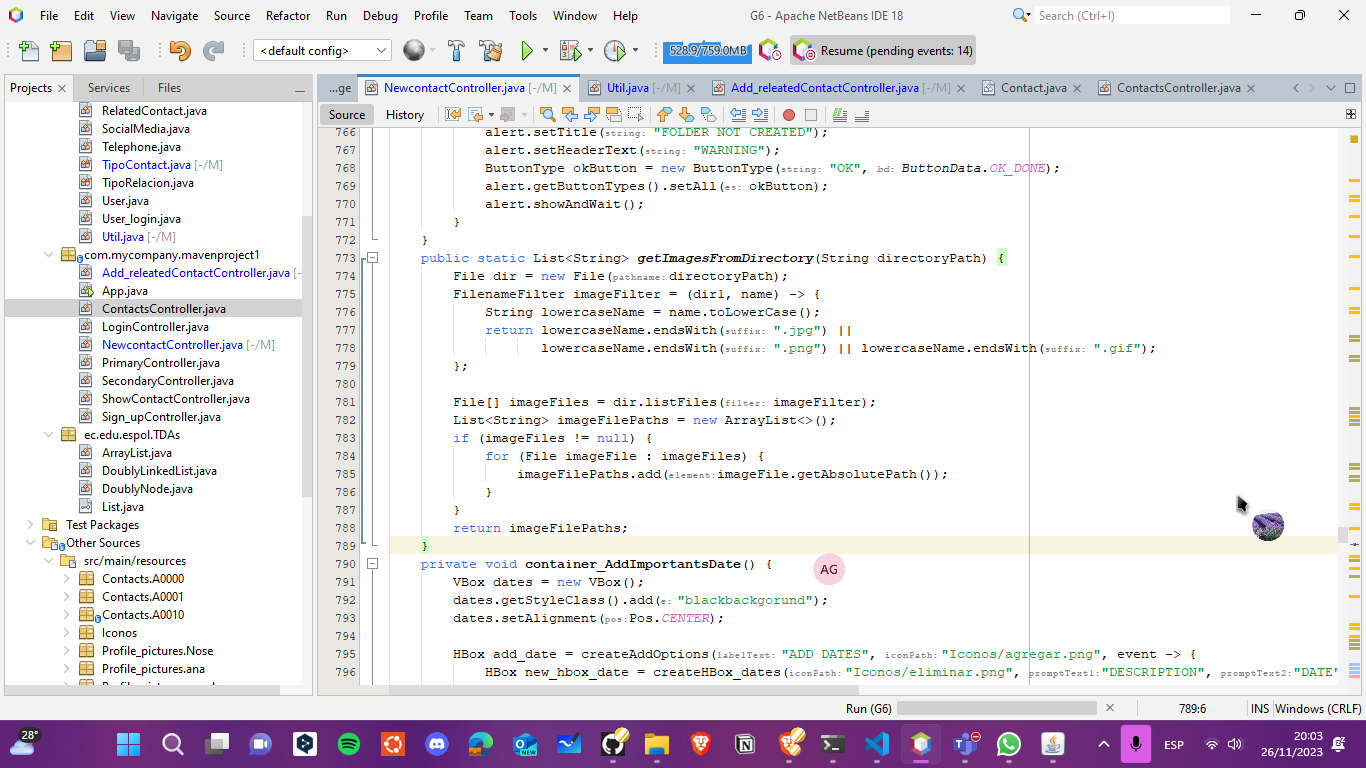 File Edit View Navigate Source Refactor Run Debug Profile Team Tools Window Help G6 - Apache NetBeans IDE 18 Search (Ctrl+I)
<default config> 528.9/759.0MB Resume (pending events: 14)
Projects Services Files
...ge NewcontactController.java [-/M] Util.java [-/M] Add_releatedContactController.java [-/M] Contact.java ContactsController.java
Source History
RelatedContact.java
SocialMedia.java
Telephone.java
TipoContact.java [-/M]
TipoRelacion.java
User.java
User_login.java
Util.java [-/M]
com.mycompany.mavenproject1
Add_releatedContactController.java [-
App.java
ContactsController.java
LoginController.java
NewcontactController.java [-/M]
PrimaryController.java
SecondaryController.java
ShowContactController.java
Sign_upController.java
ec.edu.espol.TDAs
ArrayList.java
DoublyLinkedList.java
DoublyNode.java
List.java
Test Packages
Other Sources
src/main/resources
Contacts.A0000
Contacts.A0001
Contacts.A0010
Iconos
Profile_pictures.Nose
Profile_pictures.ana
766 alert.setTitle(string: "FOLDER NOT CREATED");
767 alert.setHeaderText(string: "WARNING");
768 ButtonType okButton = new ButtonType(string: "OK", bd: ButtonData.OK_DONE);
769 alert.getButtonTypes().setAll(es: okButton);
770 alert.showAndWait();
771 }
772 }
773 public static List<String> getImagesFromDirectory(String directoryPath) {
774 File dir = new File(pathname: directoryPath);
775 FilenameFilter imageFilter = (dir1, name) -> {
776 String lowercaseName = name.toLowerCase();
777 return lowercaseName.endsWith(suffix: ".jpg") ||
778 lowercaseName.endsWith(suffix: ".png") || lowercaseName.endsWith(suffix: ".gif");
779 };
780
781 File[] imageFiles = dir.listFiles(filter: imageFilter);
782 List<String> imageFilePaths = new ArrayList<>();
783 if (imageFiles != null) {
784 for (File imageFile : imageFiles) {
785 imageFilePaths.add(element: imageFile.getAbsolutePath());
786 }
787 }
788 return imageFilePaths;
789 }
790 private void container_AddImportantsDate() { AG
791 VBox dates = new VBox();
792 dates.getStyleClass().add(e: "blackbackgorund");
793 dates.setAlignment(pos: Pos.CENTER);
794
795 HBox add_date = createAddOptions(labelText: "ADD DATES", iconPath: "Iconos/agregar.png", event -> {
796 HBox new_hbox_date = createHBox_dates(iconPath: "Iconos/eliminar.png", promptText1: "DESCRIPTION", promptText2: "DATE"
Run (G6) 789:6 INS Windows (CRLF)
28° NEW ESP 20:03
26/11/2023